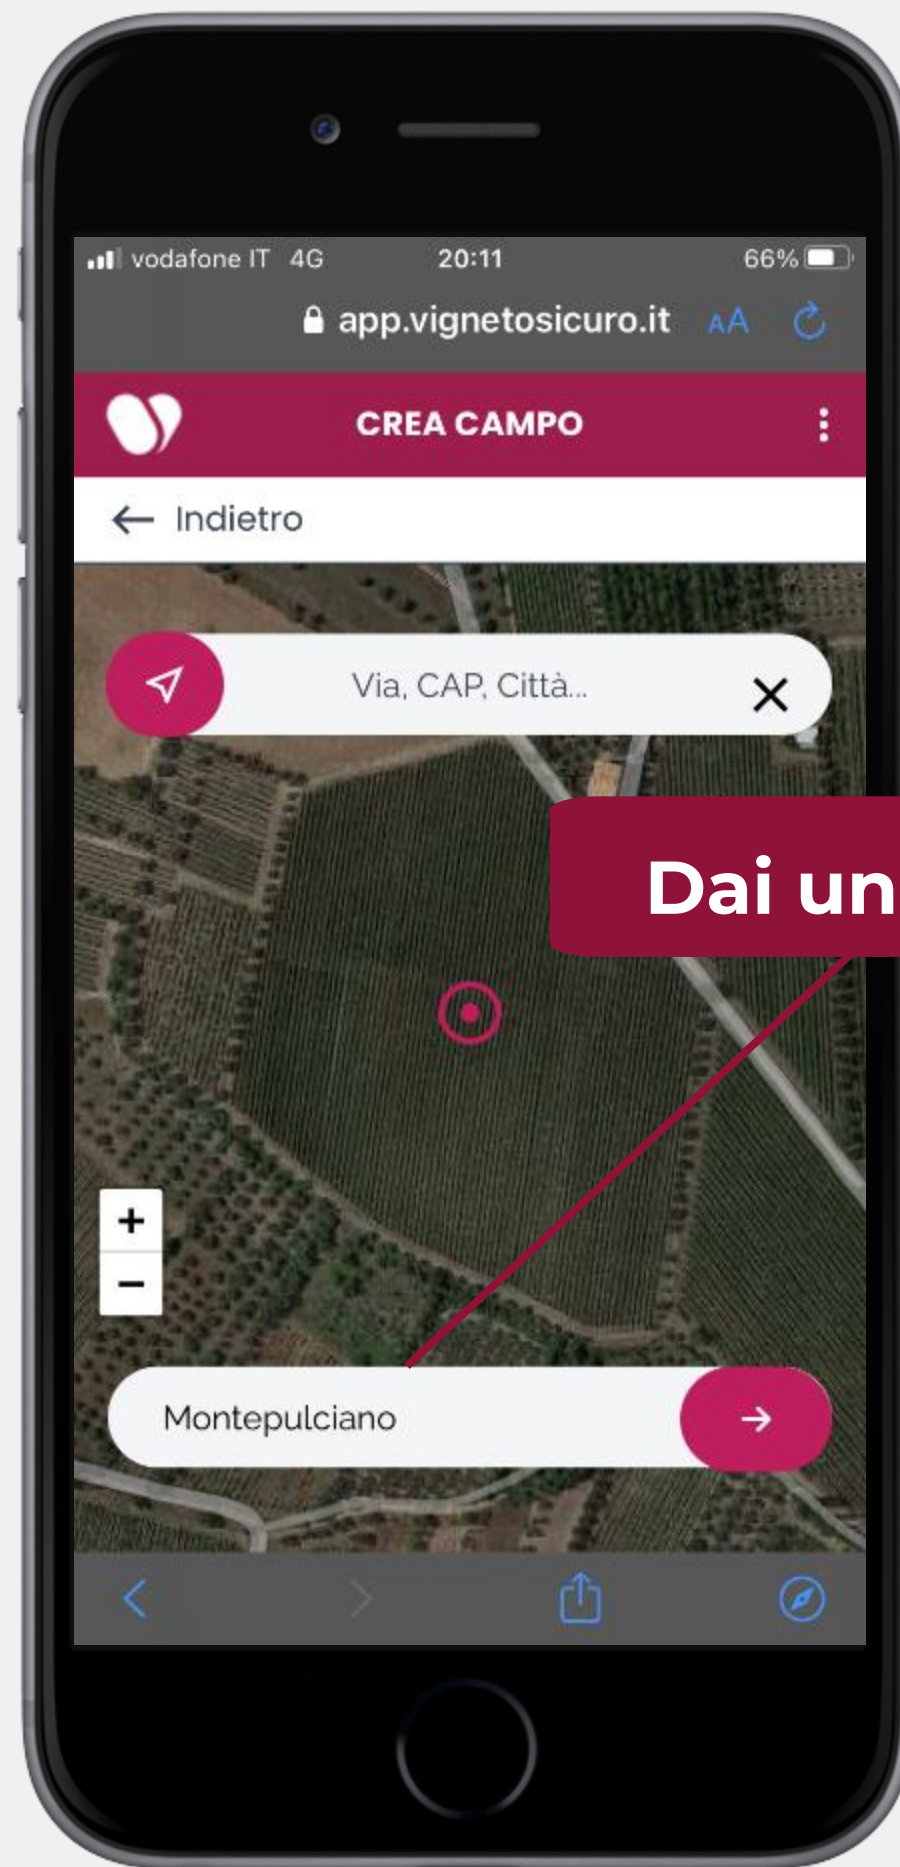 vodafone IT 4G 20:11 66%
app.vignetosicuro.it AA
CREA CAMPO
← Indietro
Via, CAP, Città...
Dai un
+
−
Montepulciano